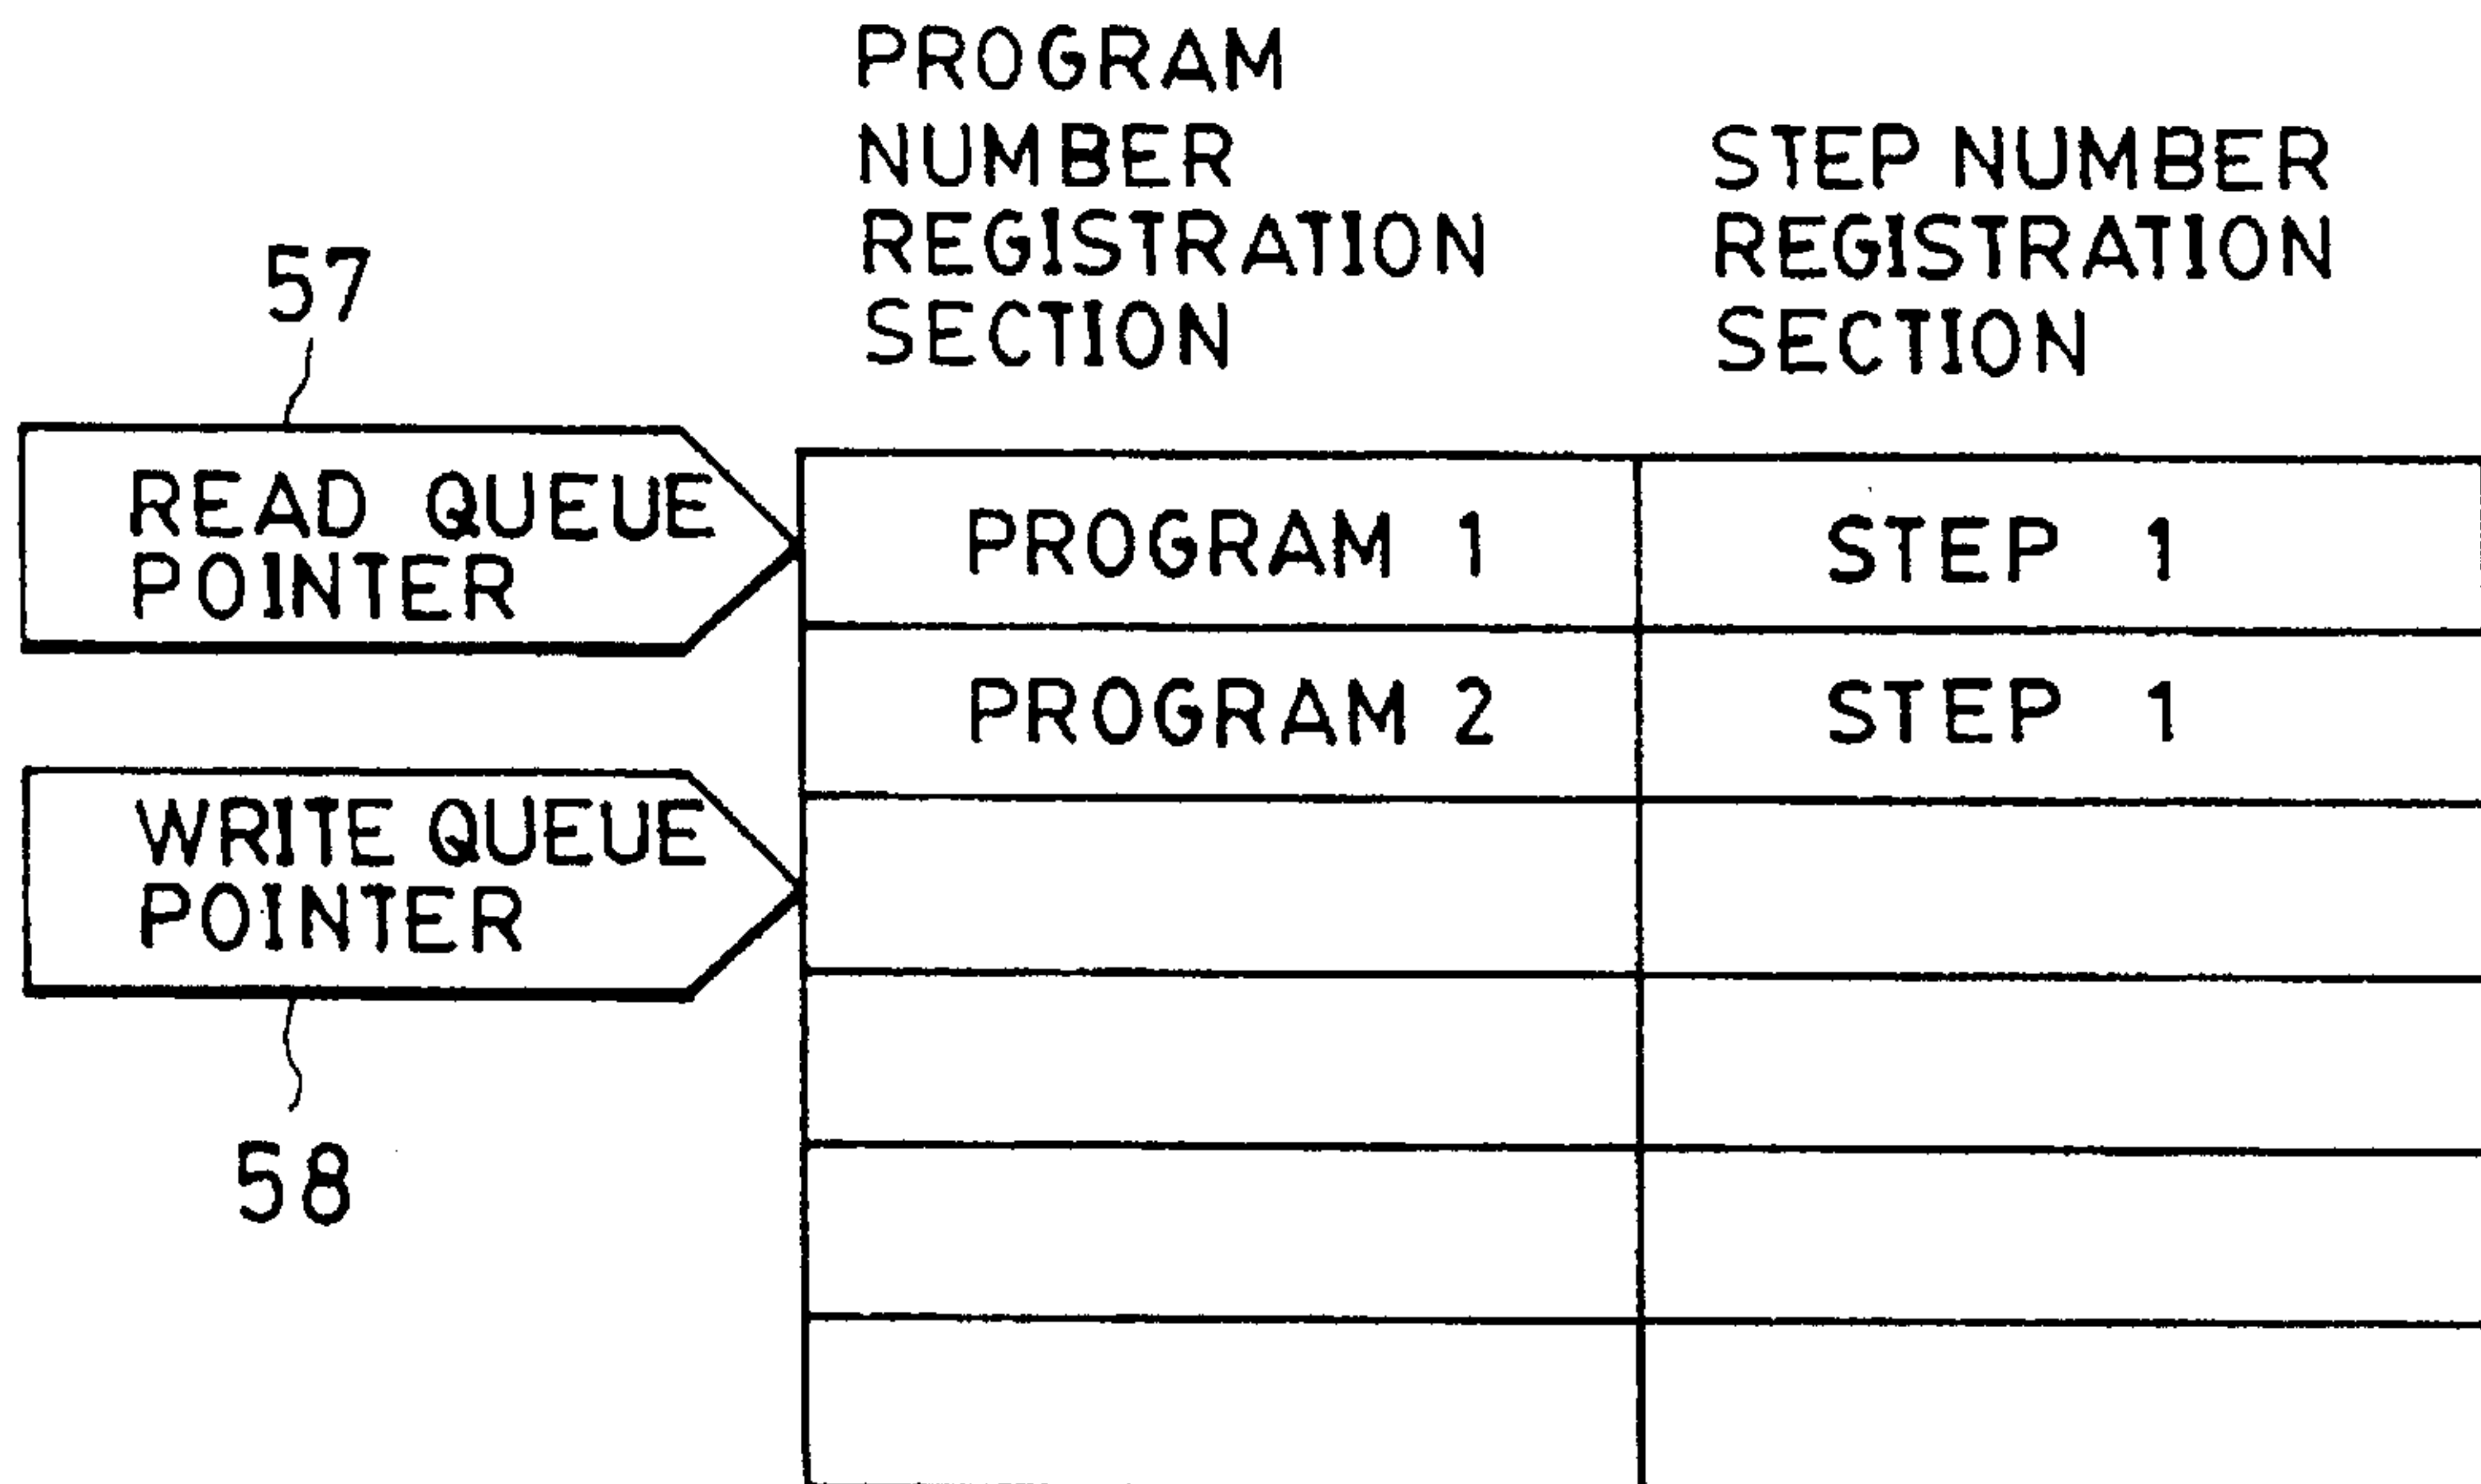 PROGRAM
NUMBER
REGISTRATION
SECTION
STEP NUMBER
REGISTRATION
SECTION
57
READ QUEUE
POINTER
PROGRAM 1
STEP 1
PROGRAM 2
STEP 1
WRITE QUEUE
POINTER
58